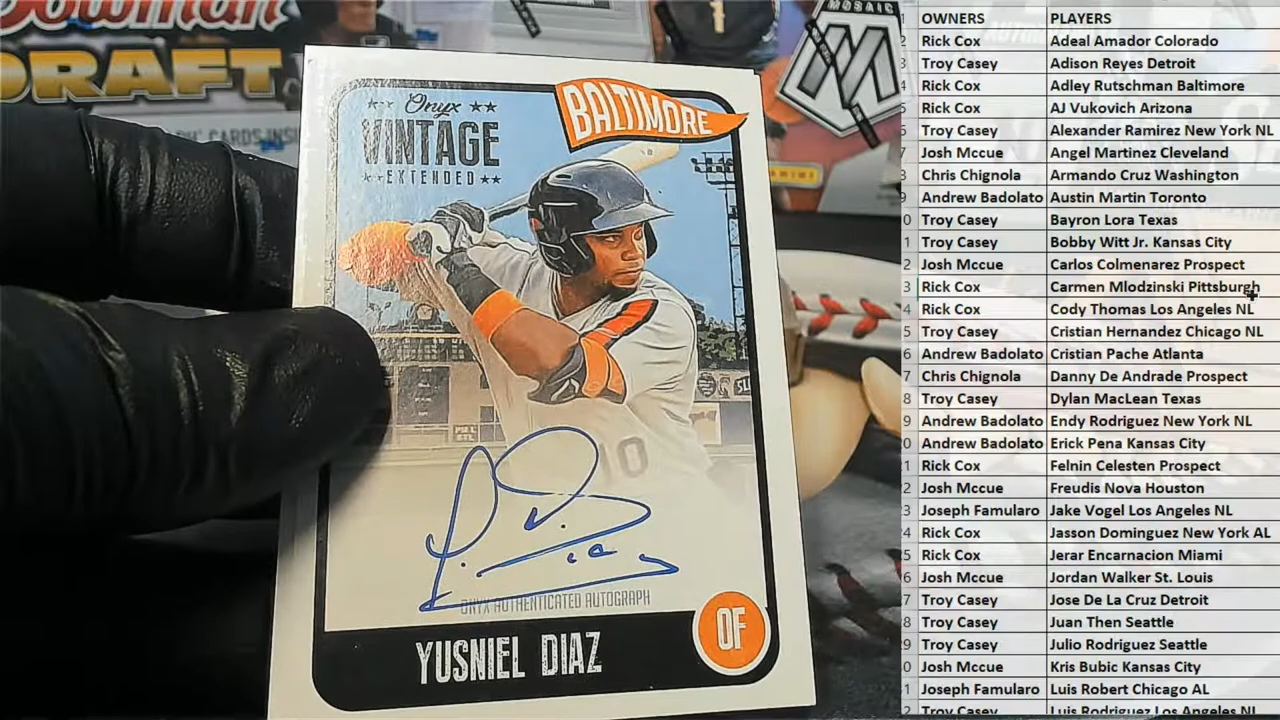 Bowman
DRAFT
CARDS INS
MOSAIC
M
PANINI
Onyx
VINTAGE
EXTENDED
BALTIMORE
10
ONYX AUTHENTICATED AUTOGRAPH
YUSNIEL DIAZ
OF
OWNERS PLAYERS
Rick Cox Adeal Amador Colorado
Troy Casey Adison Reyes Detroit
Rick Cox Adley Rutschman Baltimore
Rick Cox AJ Vukovich Arizona
Troy Casey Alexander Ramirez New York NL
Josh Mccue Angel Martinez Cleveland
Chris Chignola Armando Cruz Washington
Andrew Badolato Austin Martin Toronto
Troy Casey Bayron Lora Texas
Troy Casey Bobby Witt Jr. Kansas City
Josh Mccue Carlos Colmenarez Prospect
Rick Cox Carmen Mlodzinski Pittsburgh
Rick Cox Cody Thomas Los Angeles NL
Troy Casey Cristian Hernandez Chicago NL
Andrew Badolato Cristian Pache Atlanta
Chris Chignola Danny De Andrade Prospect
Troy Casey Dylan MacLean Texas
Andrew Badolato Endy Rodriguez New York NL
Andrew Badolato Erick Pena Kansas City
Rick Cox Felnin Celesten Prospect
Josh Mccue Freudis Nova Houston
Joseph Famularo Jake Vogel Los Angeles NL
Rick Cox Jasson Dominguez New York AL
Rick Cox Jerar Encarnacion Miami
Josh Mccue Jordan Walker St. Louis
Troy Casey Jose De La Cruz Detroit
Troy Casey Juan Then Seattle
Troy Casey Julio Rodriguez Seattle
Josh Mccue Kris Bubic Kansas City
Joseph Famularo Luis Robert Chicago AL
Troy Casey Luis Rodriguez Los Angeles NL